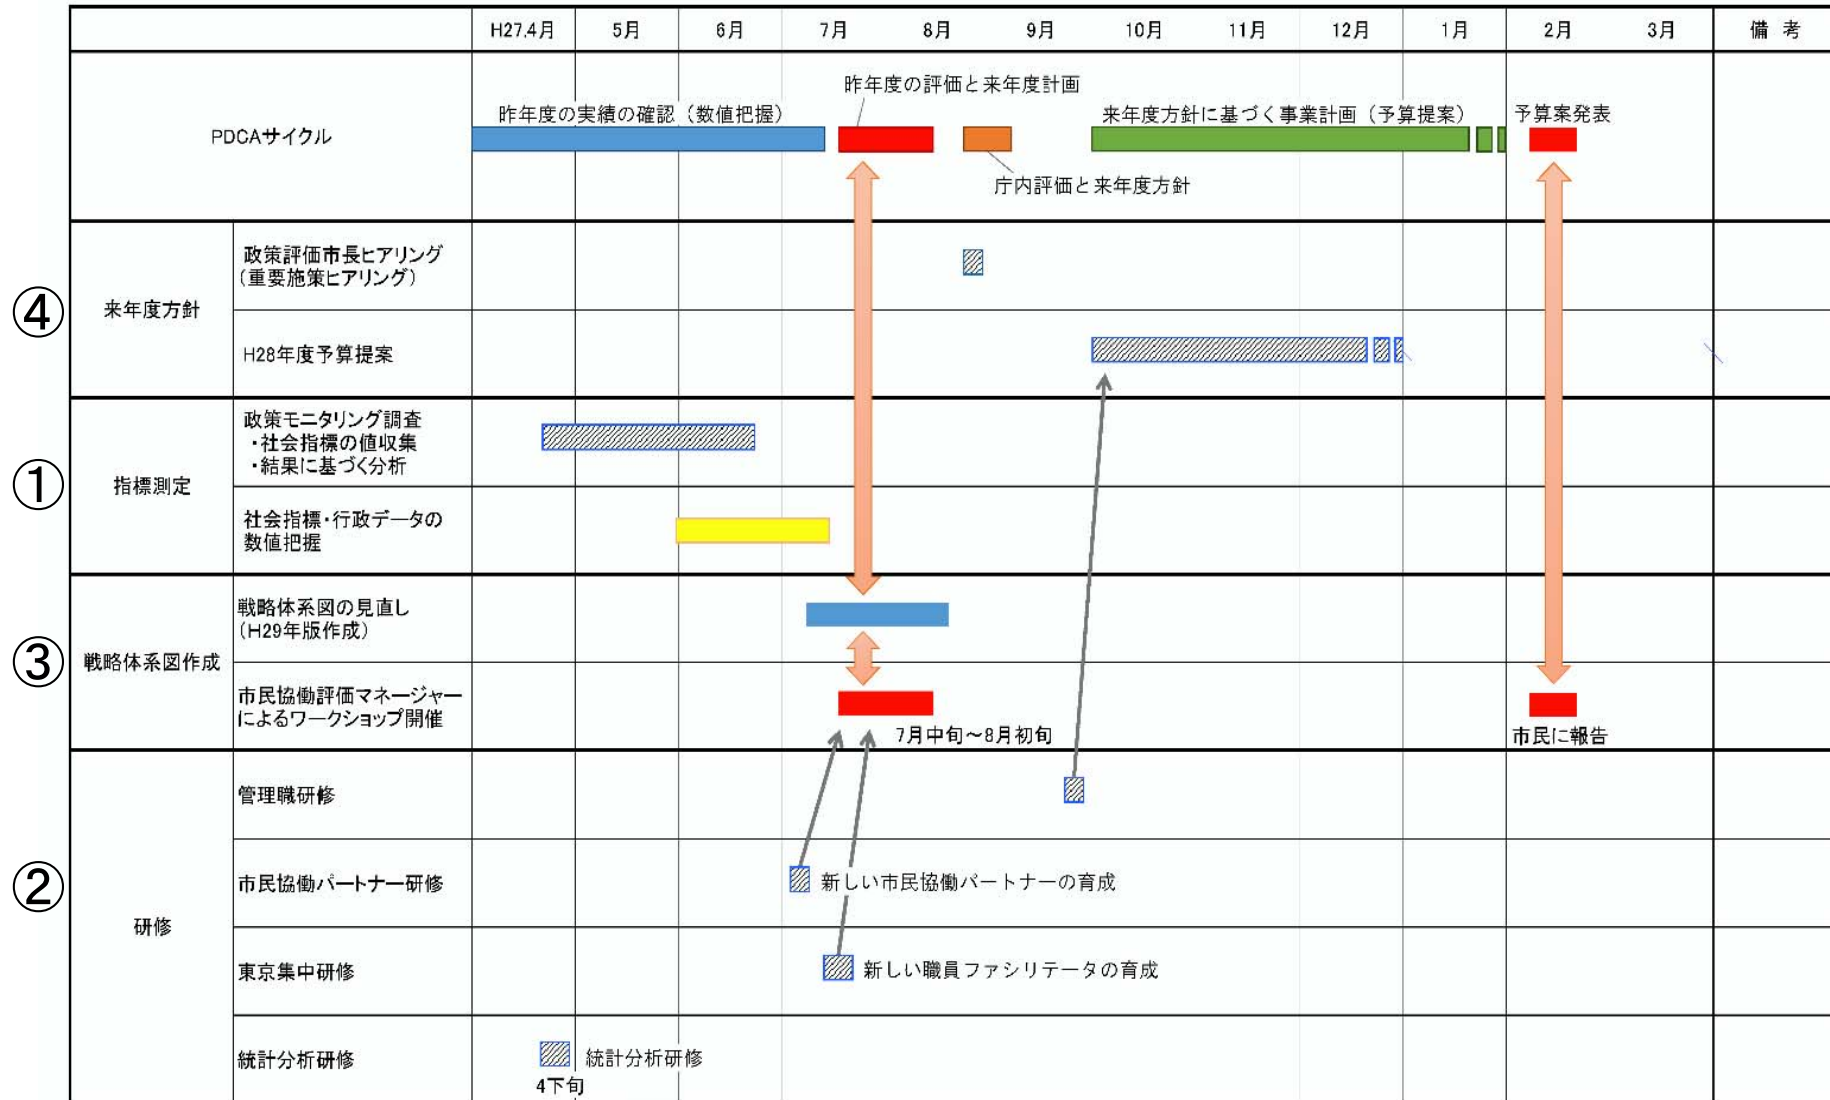 H27.4月 5月 6月 7月 8月 9月 10月 11月 12月 1月 2月 3月 備 考
PDCAサイクル
昨年度の実績の確認（数値把握）
昨年度の評価と来年度計画
庁内評価と来年度方針
来年度方針に基づく事業計画（予算提案）
予算案発表
④
来年度方針
政策評価市長ヒアリング
（重要施策ヒアリング）
H28年度予算提案
①
指標測定
政策モニタリング調査
・社会指標の値収集
・結果に基づく分析
社会指標・行政データの
数値把握
③
戦略体系図作成
戦略体系図の見直し
（H29年版作成）
市民協働評価マネージャー
によるワークショップ開催
7月中旬～8月初旬
市民に報告
②
研修
管理職研修
市民協働パートナー研修
新しい市民協働パートナーの育成
東京集中研修
新しい職員ファシリテータの育成
統計分析研修
統計分析研修
4下旬